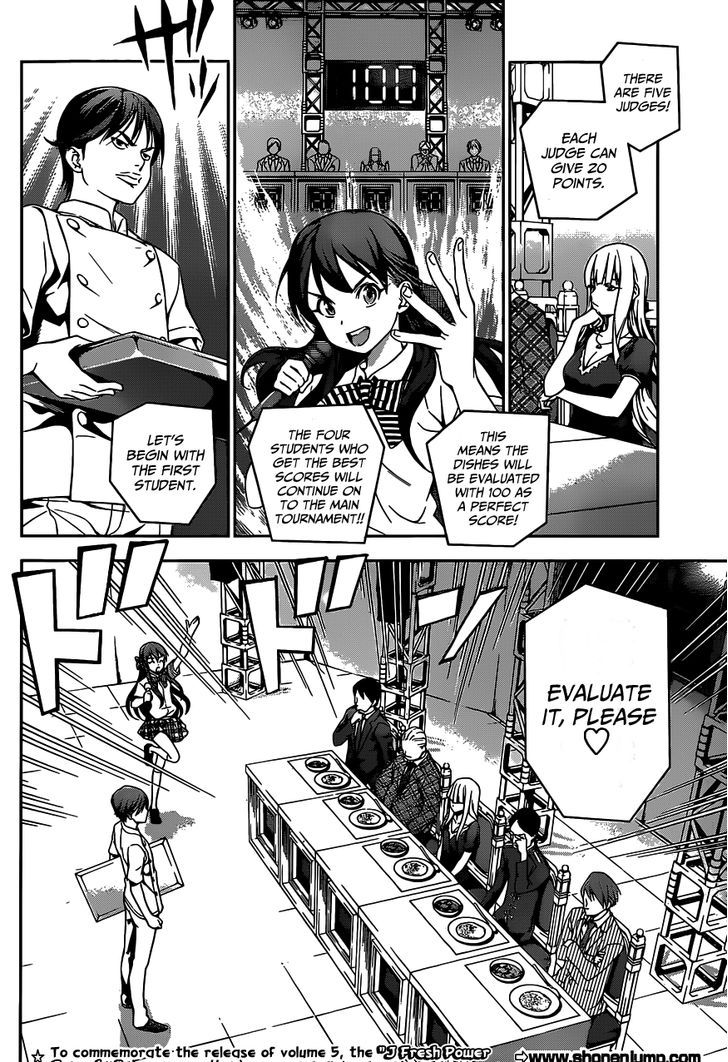 THERE
ARE FIVE
JUDGES!
EACH
JUDGE CAN
GIVE 20
POINTS.
100
THIS
MEANS THE
DISHES WILL
BE EVALUATED
WITH 100 AS
A PERFECT
SCORE!
THE FOUR
STUDENTS WHO
GET THE BEST
SCORES WILL
CONTINUE ON
TO THE MAIN
TOURNAMENT!!
LET'S
BEGIN WITH
THE FIRST
STUDENT.
ドドーン
EVALUATE
IT, PLEASE
♡
☆ To commemorate the release of volume 5, the "J Fresh Power
⇨www.shonenjump.com/